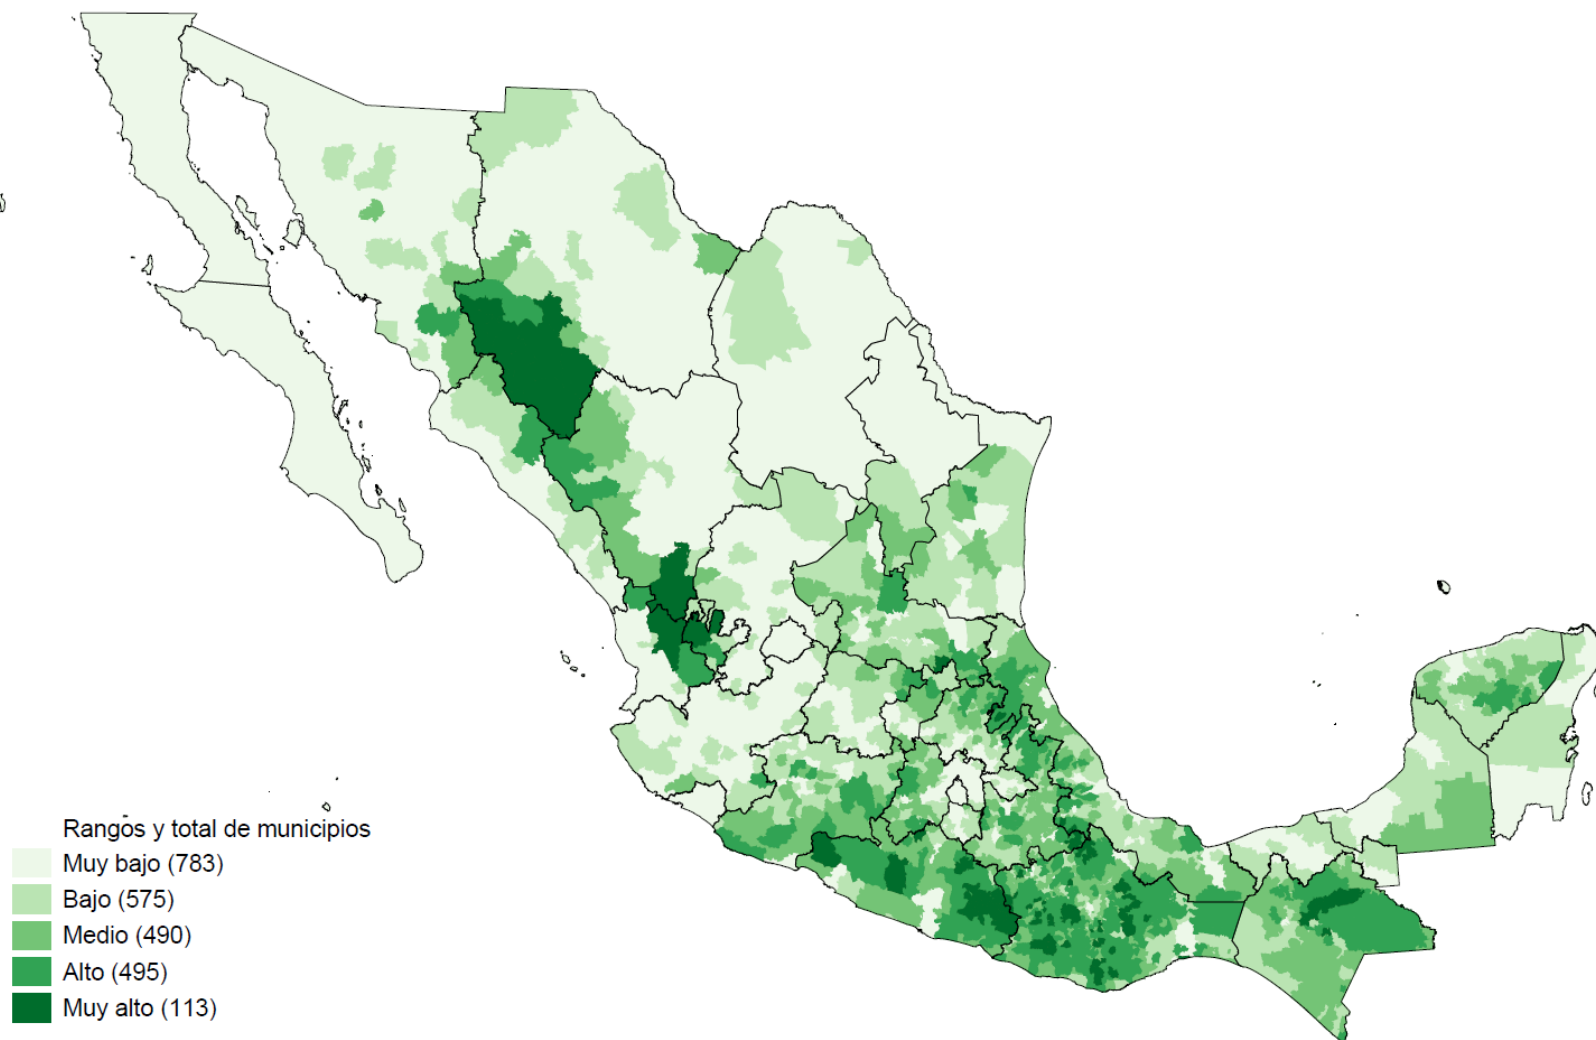 Rangos y total de municipios
Muy bajo (783)
Bajo (575)
Medio (490)
Alto (495)
Muy alto (113)